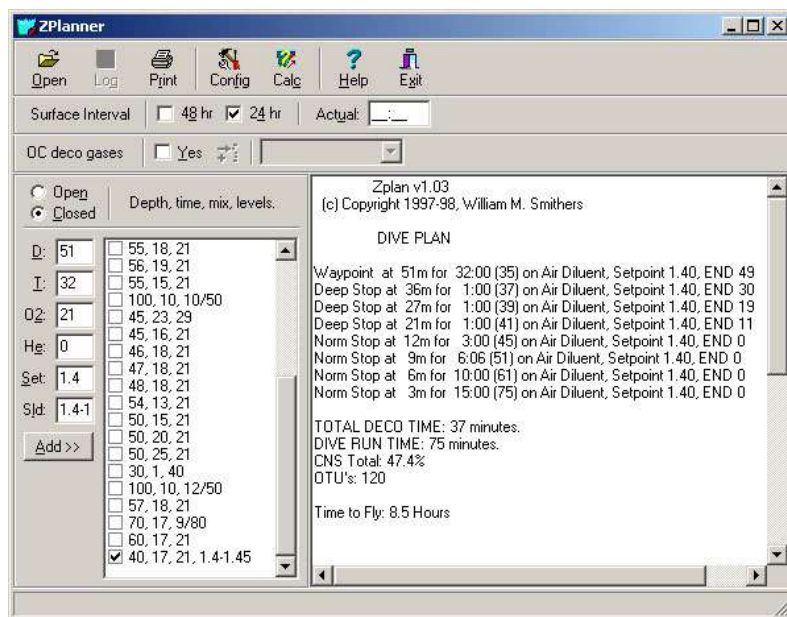 ZPlanner
Open Log Print Config Calc Help Exit
Surface Interval 48 hr 24 hr Actual: __:__
OC deco gases Yes
Open
Closed
Depth, time, mix, levels.
D: 51
T: 32
O2: 21
He: 0
Set: 1.4
Sld: 1.4-1
Add >>
55, 18, 21
56, 19, 21
55, 15, 21
100, 10, 10/50
45, 23, 29
45, 16, 21
46, 18, 21
47, 18, 21
48, 18, 21
54, 13, 21
50, 15, 21
50, 20, 21
50, 25, 21
30, 1, 40
100, 10, 12/50
57, 18, 21
70, 17, 9/80
60, 17, 21
40, 17, 21, 1.4-1.45
Zplan v1.03
(c) Copyright 1997-98, William M. Smithers
DIVE PLAN
Waypoint at 51m for 32:00 (35) on Air Diluent, Setpoint 1.40, END 49
Deep Stop at 36m for 1:00 (37) on Air Diluent, Setpoint 1.40, END 30
Deep Stop at 27m for 1:00 (39) on Air Diluent, Setpoint 1.40, END 19
Deep Stop at 21m for 1:00 (41) on Air Diluent, Setpoint 1.40, END 11
Norm Stop at 12m for 3:00 (45) on Air Diluent, Setpoint 1.40, END 0
Norm Stop at 9m for 6:06 (51) on Air Diluent, Setpoint 1.40, END 0
Norm Stop at 6m for 10:00 (61) on Air Diluent, Setpoint 1.40, END 0
Norm Stop at 3m for 15:00 (75) on Air Diluent, Setpoint 1.40, END 0
TOTAL DECO TIME: 37 minutes.
DIVE RUN TIME: 75 minutes.
CNS Total: 47.4%
OTU's: 120
Time to Fly: 8.5 Hours